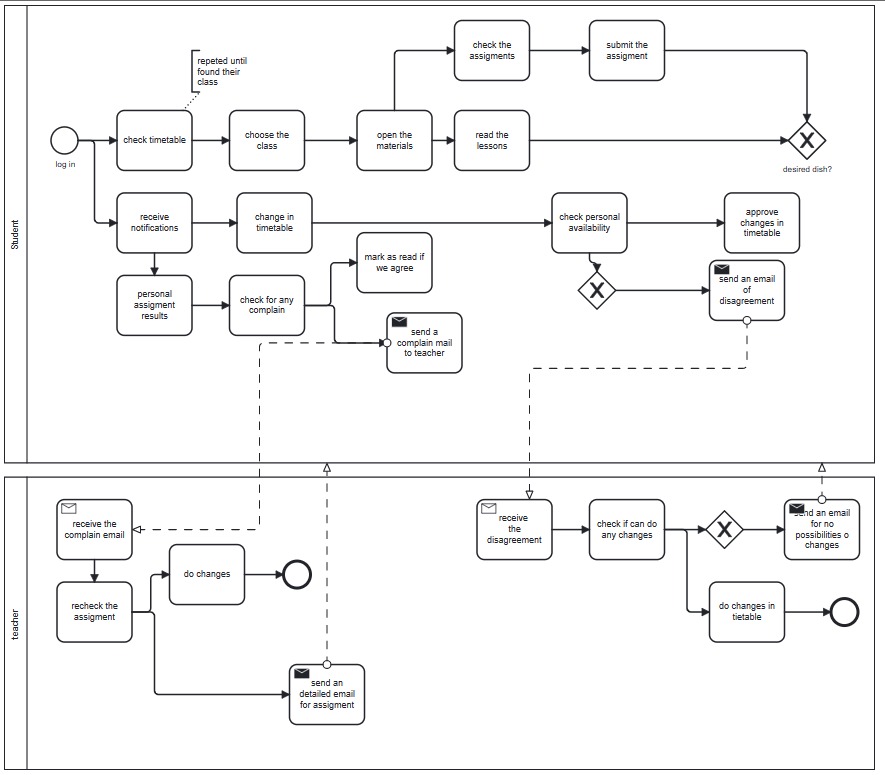 Student
repeted until
found their
class
check the
assigments
submit the
assigment
check timetable
choose the
class
open the
materials
read the
lessons
log in
desired dish?
receive
notifications
change in
timetable
check personal
availability
approve
changes in
timetable
mark as read if
we agree
personal
assigment
results
check for any
complain
send an email
of
disagreement
send a
complain mail
to teacher
teacher
receive the
complain email
receive
the
disagreement
check if can do
any changes
send an email
for no
possibilities o
changes
do changes
recheck the
assigment
do changes in
tietable
send an
detailed email
for assigment